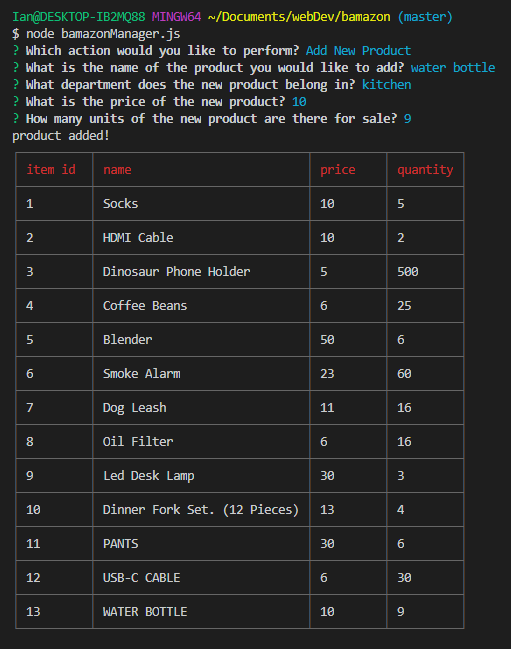 Ian@DESKTOP-IB2MQ88 MINGW64 ~/Documents/webDev/bamazon (master)
$ node bamazonManager.js
? Which action would you like to perform? Add New Product
? What is the name of the product you would like to add? water bottle
? What department does the new product belong in? kitchen
? What is the price of the new product? 10
? How many units of the new product are there for sale? 9
product added!
item id name price quantity
1 Socks 10 5
2 HDMI Cable 10 2
3 Dinosaur Phone Holder 5 500
4 Coffee Beans 6 25
5 Blender 50 6
6 Smoke Alarm 23 60
7 Dog Leash 11 16
8 Oil Filter 6 16
9 Led Desk Lamp 30 3
10 Dinner Fork Set. (12 Pieces) 13 4
11 PANTS 30 6
12 USB-C CABLE 6 30
13 WATER BOTTLE 10 9